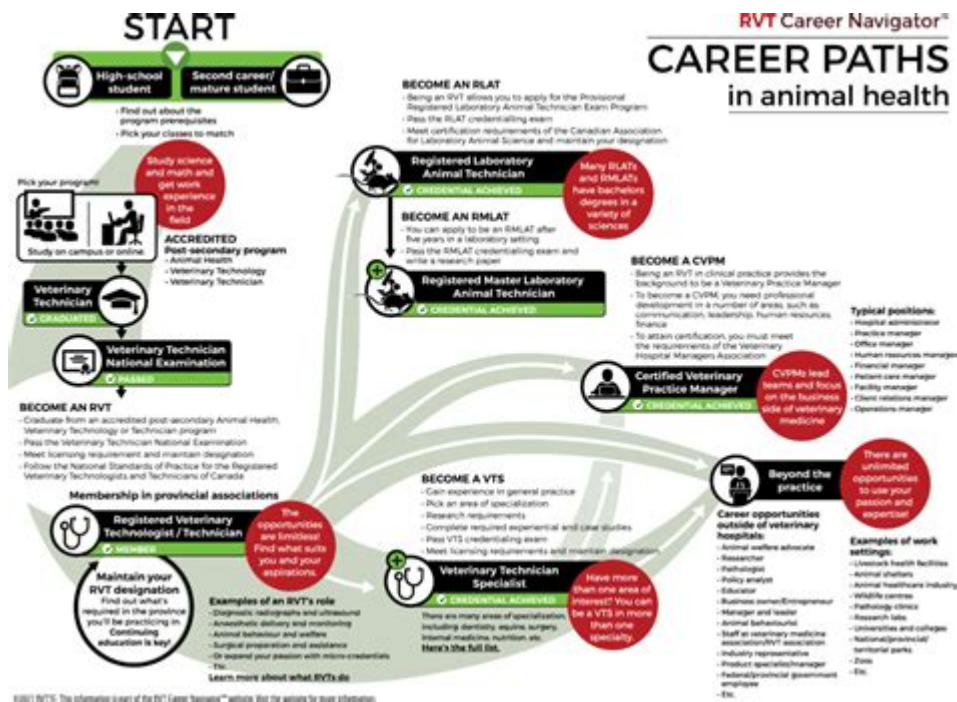 START
High-school
student
Second career/
mature student
- Find out about the
program prerequisites
- Pick your classes to match
Study science
and math and
get work
experience
in the
field
Pick your program!
Study on campus or online.
ACCREDITED
Post-secondary program
- Animal Health
- Veterinary Technology
- Veterinary Technician
Veterinary
Technician
GRADUATED
Veterinary Technician
National Examination
PASSED
BECOME AN RVT
- Graduate from an accredited post-secondary Animal Health,
Veterinary Technology or Technician program
- Pass the Veterinary Technician National Examination
- Meet licensing requirement and maintain designation
- Follow the National Standards of Practice for the Registered
Veterinary Technologists and Technicians of Canada
Membership in provincial associations
Registered Veterinary
Technologist / Technician
MEMBER
The
opportunities
are limitless!
Find what suits
you and your
aspirations.
Maintain your
RVT designation
Find out what's
required in the province
you'll be practicing in.
Continuing
education is key!
Examples of an RVT's role
- Diagnostic radiography and ultrasound
- Anaesthetic delivery and monitoring
- Animal behaviour and welfare
- Surgical preparation and assistance
- Or expand your passion with micro-credentials
- Etc.
Learn more about what RVTs do
BECOME AN RLAT
- Being an RVT allows you to apply for the Provisional
Registered Laboratory Animal Technician Exam Program
- Pass the RLAT credentialling exam
- Meet certification requirements of the Canadian Association
for Laboratory Animal Science and maintain your designation
Registered Laboratory
Animal Technician
CREDENTIAL ACHIEVED
Many RLATs
and RMLATs
have bachelors
degrees in a
variety of
sciences
BECOME AN RMLAT
- You can apply to be an RMLAT after
five years in a laboratory setting
- Pass the RMLAT credentialling exam and
write a research paper
Registered Master Laboratory
Animal Technician
CREDENTIAL ACHIEVED
RVT Career Navigator
CAREER PATHS
in animal health
BECOME A CVPM
- Being an RVT in clinical practice provides the
background to be a Veterinary Practice Manager
- To become a CVPM, you need professional
development in a number of areas, such as
communication, leadership, human resources,
finance
- To attain certification, you must meet
the requirements of the Veterinary
Hospital Managers Association
Certified Veterinary
Practice Manager
CREDENTIAL ACHIEVED
CVPMs lead
teams and focus
on the business
side of veterinary
medicine
Typical positions:
- Hospital administrator
- Practice manager
- Office manager
- Human resources manager
- Financial manager
- Patient care manager
- Facility manager
- Client relations manager
- Operations manager
BECOME A VTS
- Gain experience in general practice
- Pick an area of specialization
- Research requirements
- Complete required experiential and case studies
- Pass VTS credentialing exam
- Meet licensing requirements and maintain designation
Veterinary Technician
Specialist
CREDENTIAL ACHIEVED
There are many areas of specialization,
including dentistry, equine, surgery,
internal medicine, nutrition, etc.
Here's the full list.
Have more
than one area of
interest? You can
be a VTS in more
than one
specialty.
Beyond the
practice
There are
unlimited
opportunities
to use your
passion and
expertise!
Career opportunities
outside of veterinary
hospitals:
- Animal welfare advocate
- Researcher
- Pathologist
- Policy analyst
- Educator
- Business owner/Entrepreneur
- Manager and leader
- Animal behaviourist
- Staff at veterinary medicine
association/RVT association
- Industry representative
- Product specialist/manager
- Federal/provincial government
employee
- Etc.
Examples of work
settings:
- Livestock health facilities
- Animal shelters
- Animal healthcare industry
- Wildlife centres
- Pathology clinics
- Research labs
- Universities and colleges
- National/provincial/
territorial parks
- Zoos
- Etc.
This information is part of the RVT Career Navigator website. Visit the website for more information.